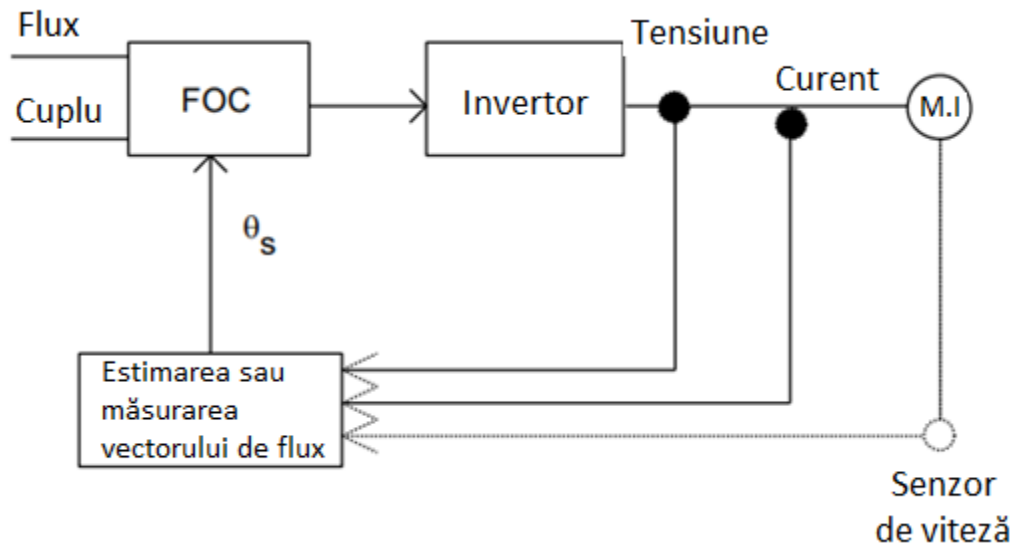 Flux
Cuplu
FOC
Invertor
Tensiune
Curent
M.I
θs
Estimarea sau
măsurarea
vectorului de flux
Senzor
de viteză